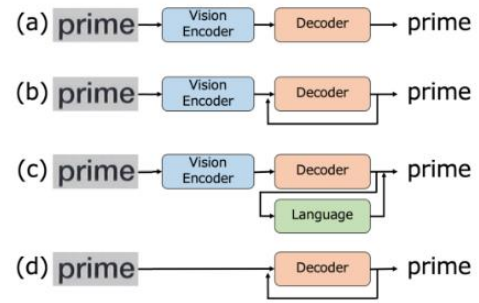 (a) prime Vision Encoder Decoder prime
(b) prime Vision Encoder Decoder prime
(c) prime Vision Encoder Decoder prime
Language
(d) prime Decoder prime